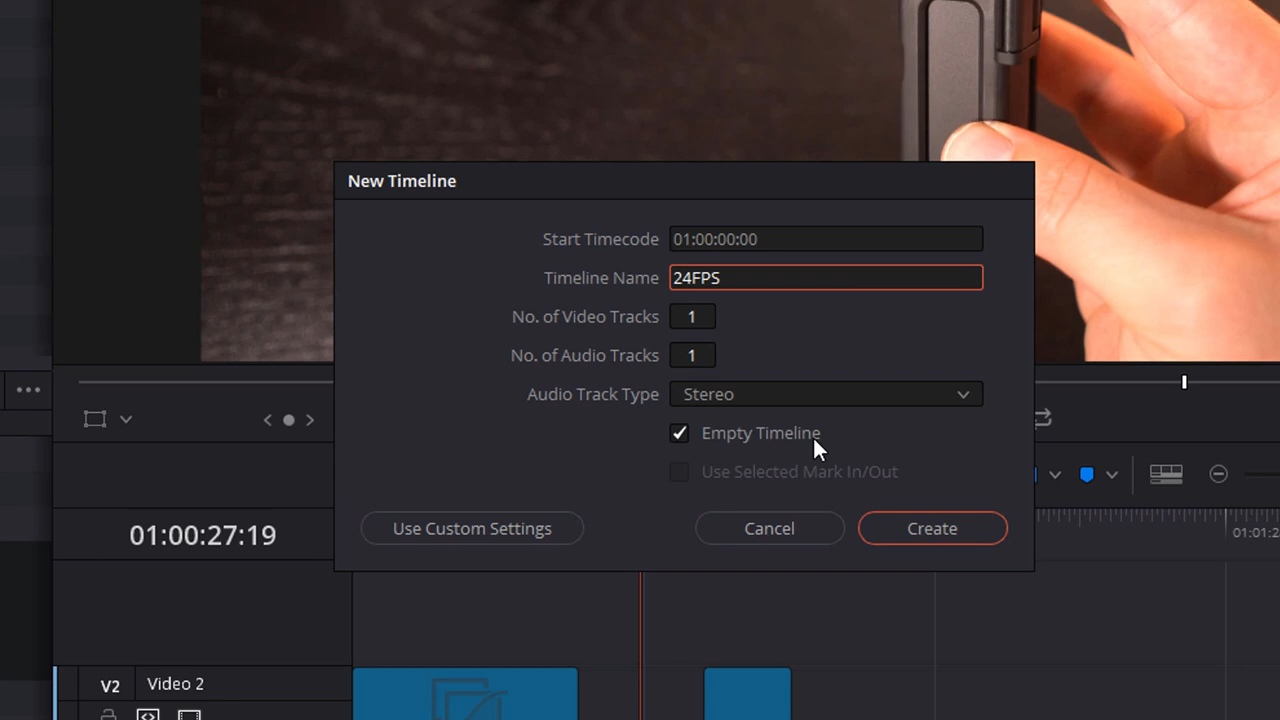 New Timeline
Start Timecode 01:00:00:00
Timeline Name 24FPS
No. of Video Tracks 1
No. of Audio Tracks 1
Audio Track Type Stereo
Empty Timeline
Use Selected Mark In/Out
Use Custom Settings Cancel Create
01:00:27:19
01:01:2
V2 Video 2